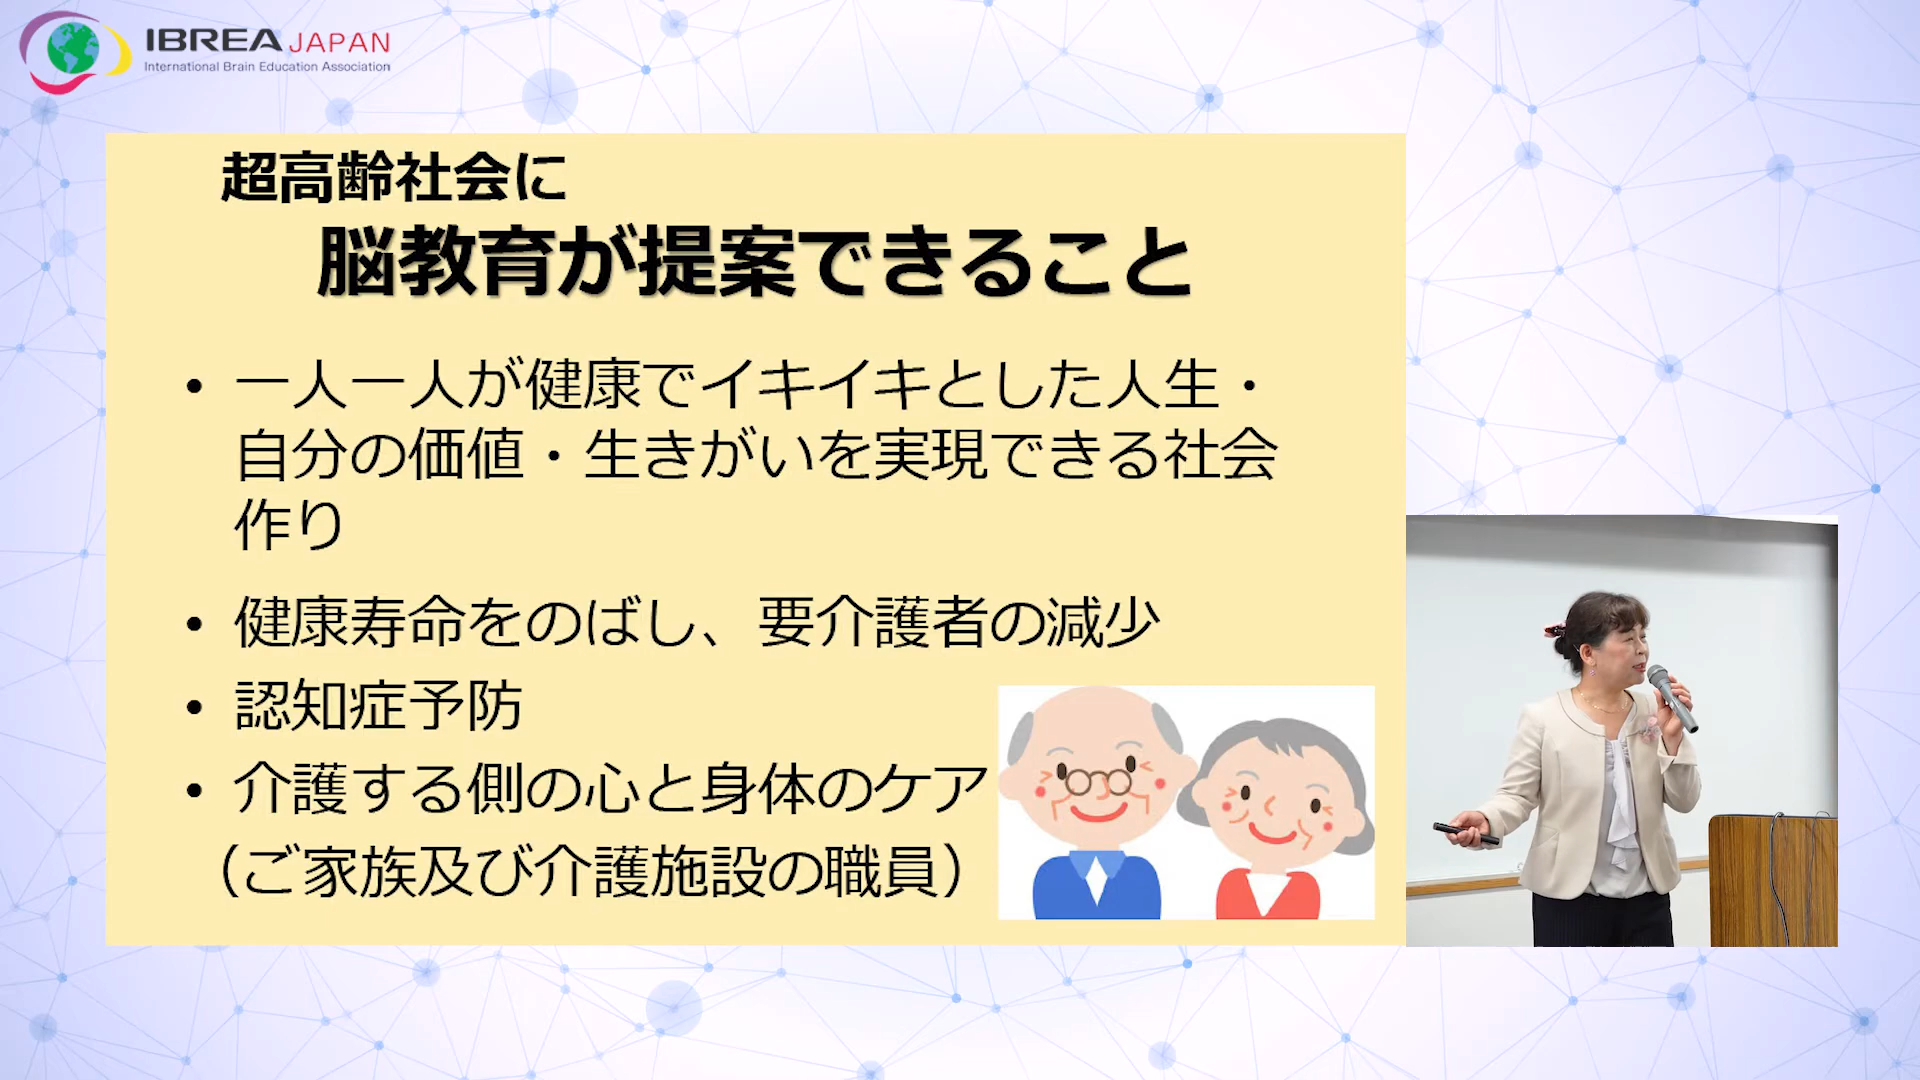 IBREA JAPAN
International Brain Education Association
超高齢社会に
脳教育が提案できること
• 一人一人が健康でイキイキとした人生・
自分の価値・生きがいを実現できる社会
作り
• 健康寿命をのばし、要介護者の減少
• 認知症予防
• 介護する側の心と身体のケア
（ご家族及び介護施設の職員）